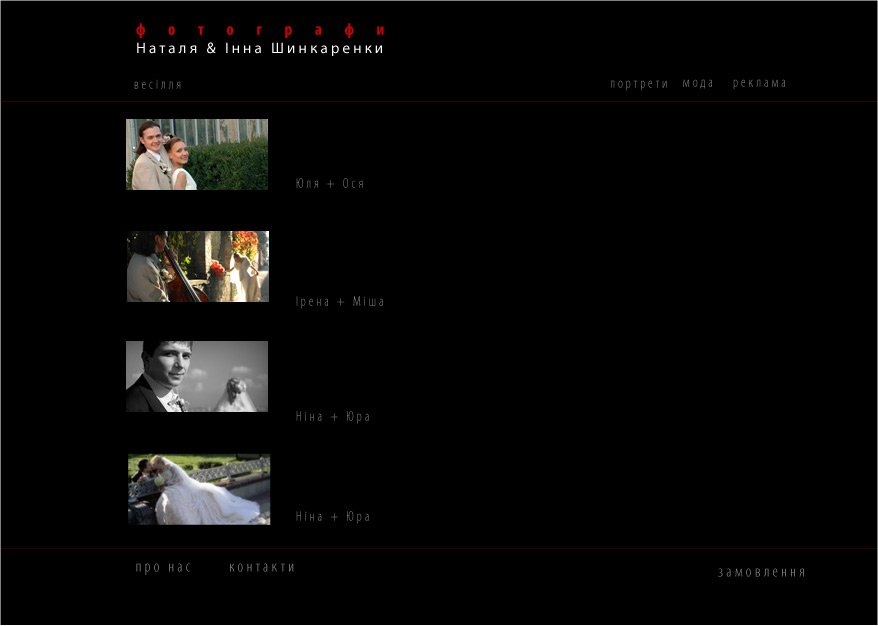 фотографи
Наталя & Інна Шинкаренки
весілля
портрети мода реклама
Юля + Ося
Ірена + Міша
Ніна + Юра
Ніна + Юра
про нас контакти замовлення